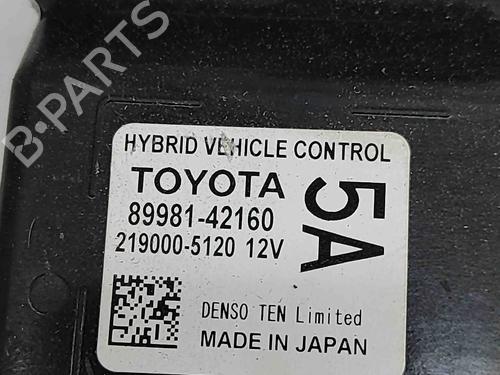 B-PARTS
HYBRID VEHICLE CONTROL
TOYOTA
89981-42160
219000-5120 12V
5A
DENSO TEN Limited
MADE IN JAPAN